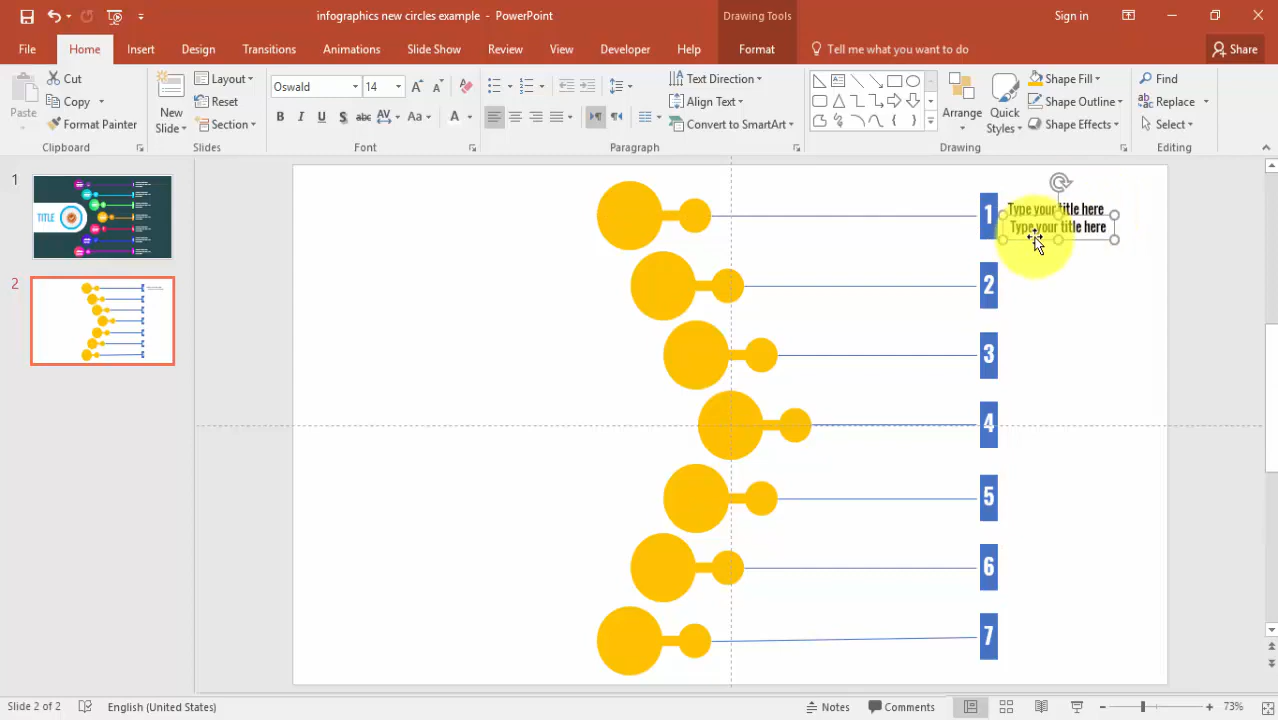 infographics new circles example - PowerPoint
Drawing Tools
Sign in
File
Home
Insert
Design
Transitions
Animations
Slide Show
Review
View
Developer
Help
Format
Tell me what you want to do
Share
Paste
Cut
Copy
Format Painter
Clipboard
New Slide
Layout
Reset
Section
Slides
Oswald
14
B I U S abc AV Aa A
Font
Text Direction
Align Text
Convert to SmartArt
Paragraph
Arrange
Quick Styles
Shape Fill
Shape Outline
Shape Effects
Drawing
Find
Replace
Select
Editing
1
TITLE
2
1
Type your title here
Type your title here
2
3
4
5
6
7
Slide 2 of 2
English (United States)
Notes
Comments
73%